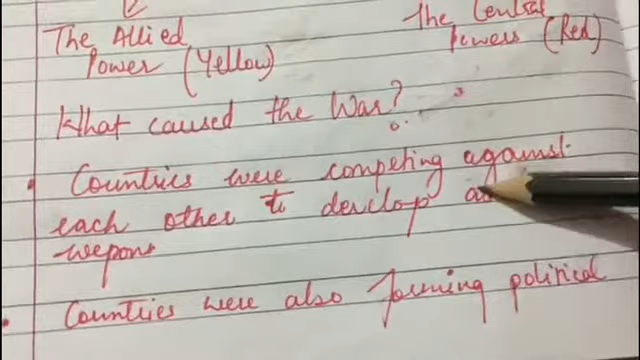 The Allied The Central
Power (Yellow) Powers (Red)
What caused the War?
Countries were competing against
each other to develop
wepons
Countries were also forming political